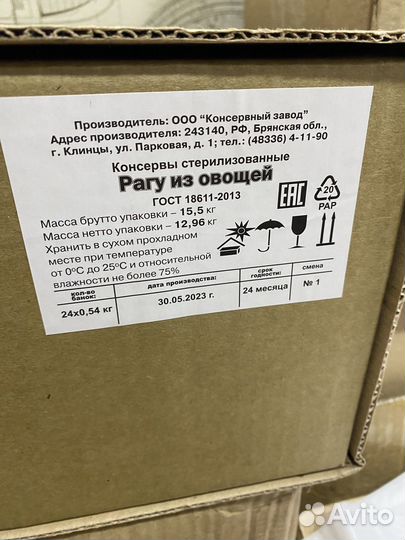 Производитель: ООО "Консервный завод"
Адрес производителя: 243140, РФ, Брянская обл.,
г. Клинцы, ул. Парковая, д. 1; тел.: (48336) 4-11-90
Консервы стерилизованные
Рагу из овощей
ГОСТ 18611-2013
Масса брутто упаковки - 15,5 кг
Масса нетто упаковки - 12,96 кг
Хранить в сухом прохладном
месте при температуре
от 0°С до 25°С и относительной
влажности не более 75%
EAC
20
PAP
кол-во банок: дата производства: срок годности: смена
24х0,54 кг 30.05.2023 г. 24 месяца № 1
Avito